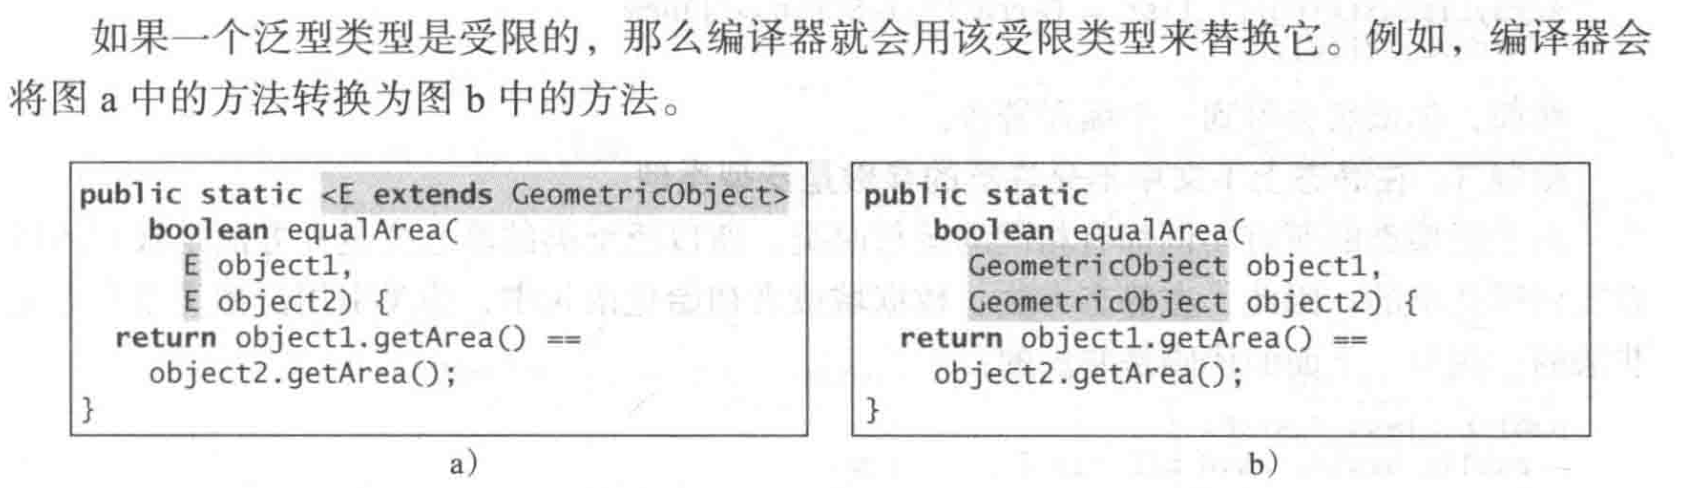 如果一个泛型类型是受限的，那么编译器就会用该受限类型来替换它。例如，编译器会
将图 a 中的方法转换为图 b 中的方法。
public static <E extends GeometricObject>
boolean equalArea(
E object1,
E object2) {
return object1.getArea() ==
object2.getArea();
}
a）
public static
boolean equalArea(
GeometricObject object1,
GeometricObject object2) {
return object1.getArea() ==
object2.getArea();
}
b）